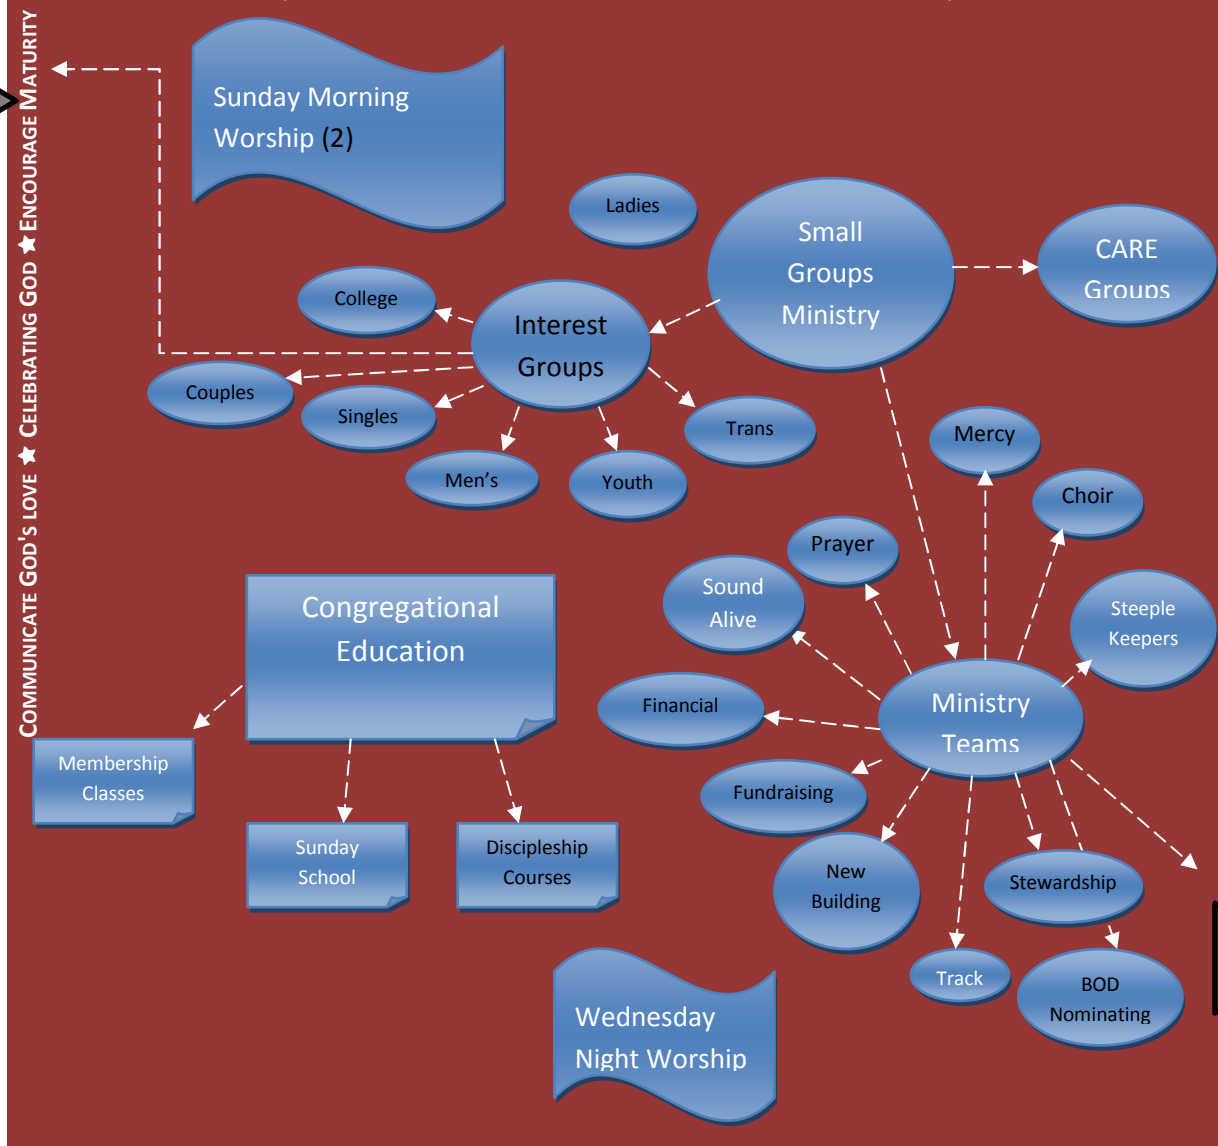 COMMUNICATE GOD'S LOVE ★ CELEBRATING GOD ★ ENCOURAGE MATURITY
Sunday Morning
Worship (2)
Ladies
Small
Groups
Ministry
CARE
Groups
College
Interest
Groups
Couples
Singles
Trans
Men's
Youth
Mercy
Choir
Prayer
Sound
Alive
Steeple
Keepers
Congregational
Education
Financial
Ministry
Teams
Membership
Classes
Fundraising
Sunday
School
Discipleship
Courses
New
Building
Stewardship
Track
BOD
Nominating
Wednesday
Night Worship